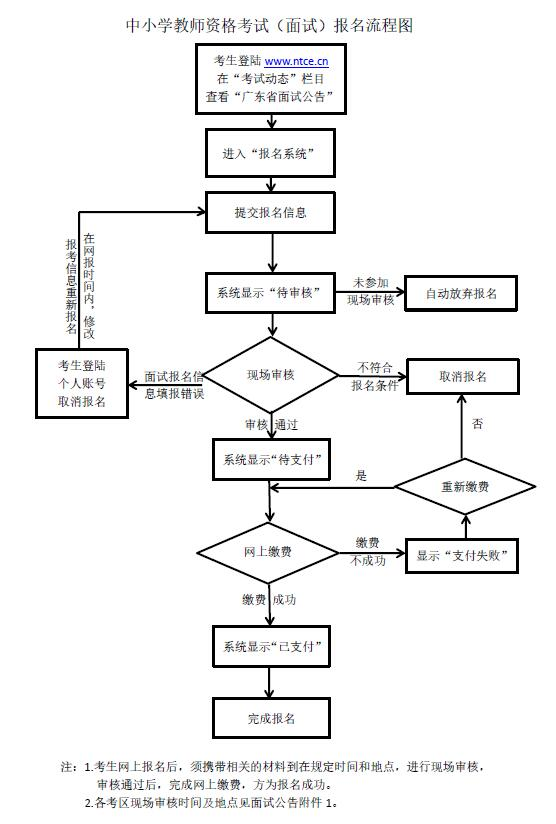 中小学教师资格考试（面试）报名流程图
考生登陆 www.ntce.cn
在“考试动态”栏目
查看“广东省面试公告”
进入“报名系统”
提交报名信息
在网报时间内，修改
报考信息重新报名
系统显示“待审核”
未参加
现场审核
自动放弃报名
考生登陆
个人账号
取消报名
面试报名信
息填报错误
现场审核
不符合
报名条件
取消报名
审核 通过
否
系统显示“待支付”
是
重新缴费
网上缴费
缴费
不成功
显示“支付失败”
缴费 成功
系统显示“已支付”
完成报名
注：1.考生网上报名后，须携带相关的材料到在规定时间和地点，进行现场审核，
审核通过后，完成网上缴费，方为报名成功。
2.各考区现场审核时间及地点见面试公告附件 1。